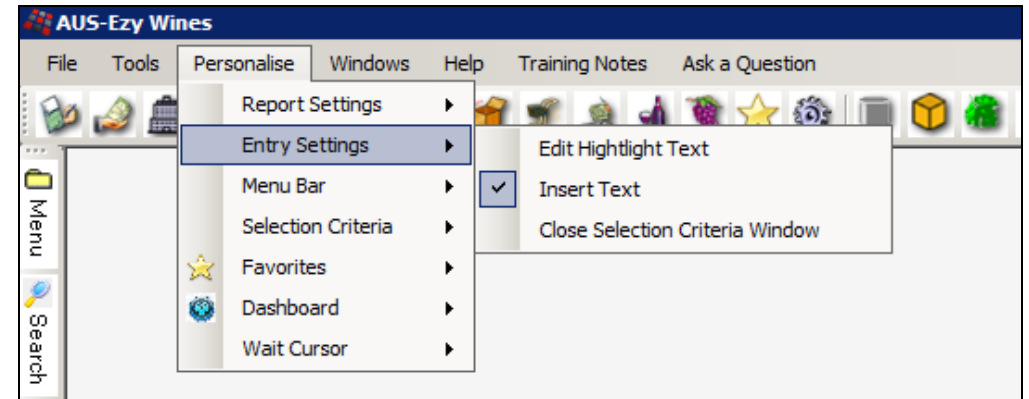 AUS-Ezy Wines
File Tools Personalise Windows Help Training Notes Ask a Question
Report Settings
Entry Settings
Menu Bar
Selection Criteria
Favorites
Dashboard
Wait Cursor
Edit Hightlight Text
Insert Text
Close Selection Criteria Window
Menu
Search